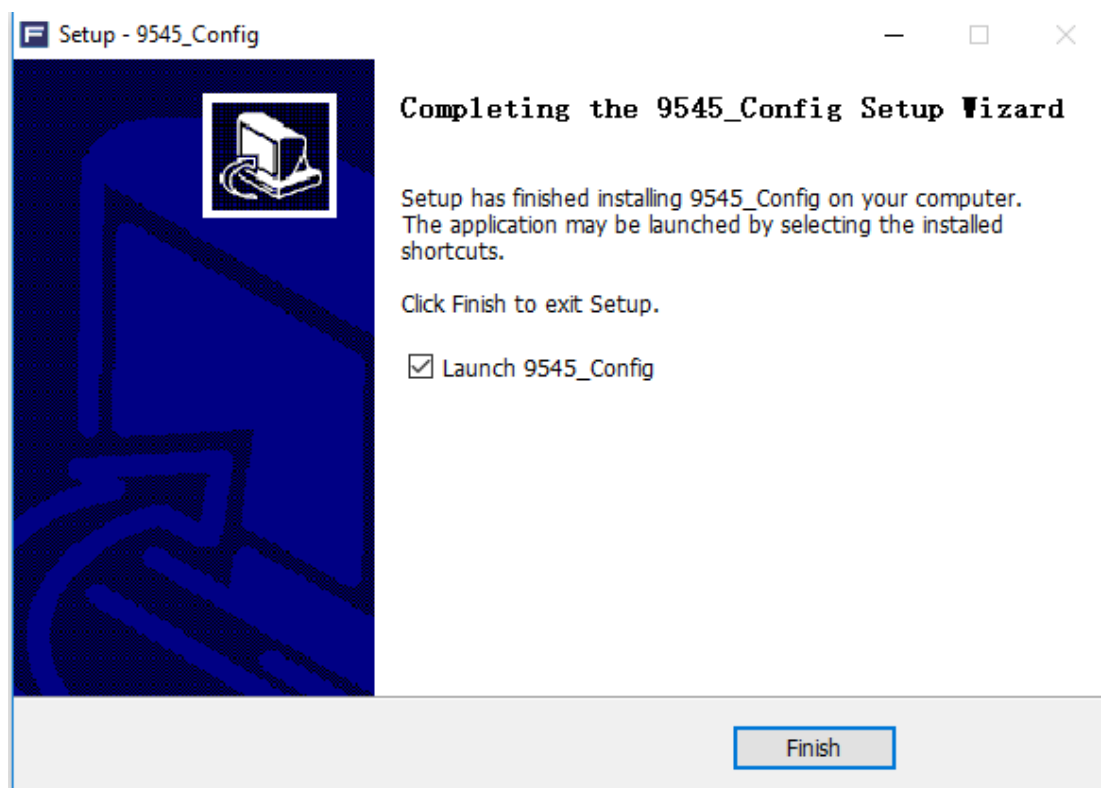 Setup - 9545_Config
Completing the 9545_Config Setup Wizard
Setup has finished installing 9545_Config on your computer.
The application may be launched by selecting the installed
shortcuts.
Click Finish to exit Setup.
Launch 9545_Config
Finish